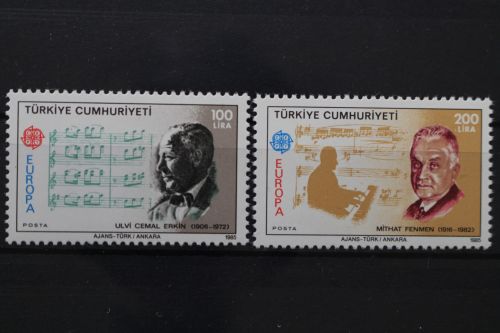 TÜRKİYE CUMHURİYETİ
100
LİRA
EUROPA
POSTA
ULVİ CEMAL ERKİN (1906-1972)
AJANS-TÜRK/ANKARA
1985
TÜRKİYE CUMHURİYETİ
200
LİRA
EUROPA
POSTA
MİTHAT FENMEN (1916-1982)
AJANS-TÜRK/ANKARA
1985